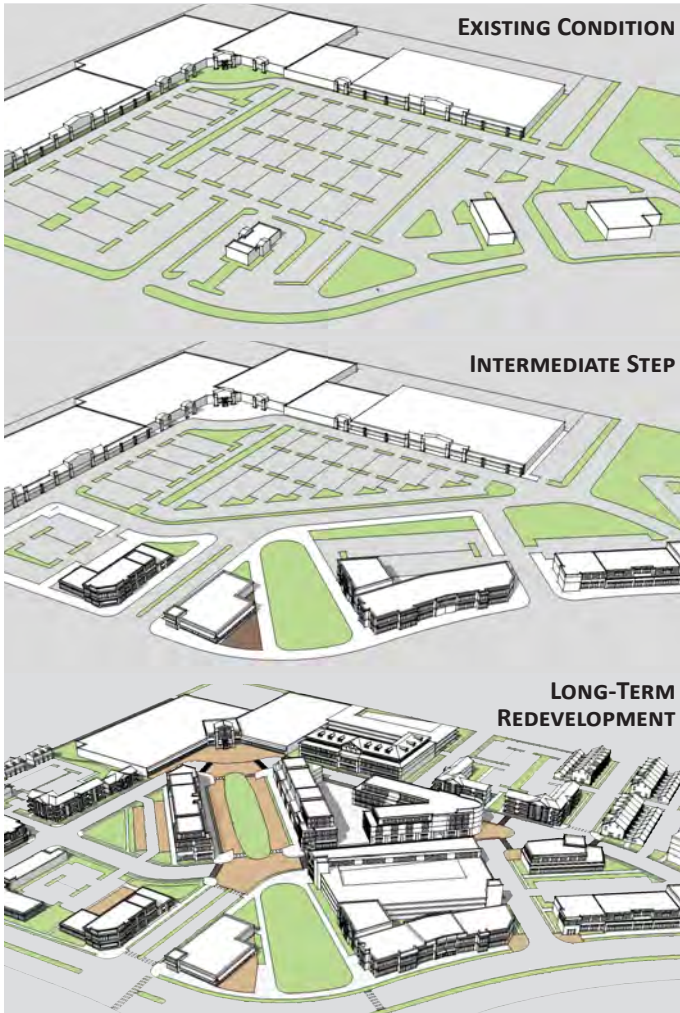 Existing Condition
Intermediate Step
Long-Term
Redevelopment